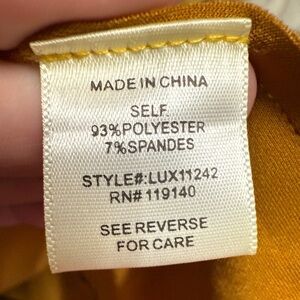 MADE IN CHINA
SELF
93%POLYESTER
7%SPANDES
STYLE#:LUX11242
RN# 119140
SEE REVERSE
FOR CARE